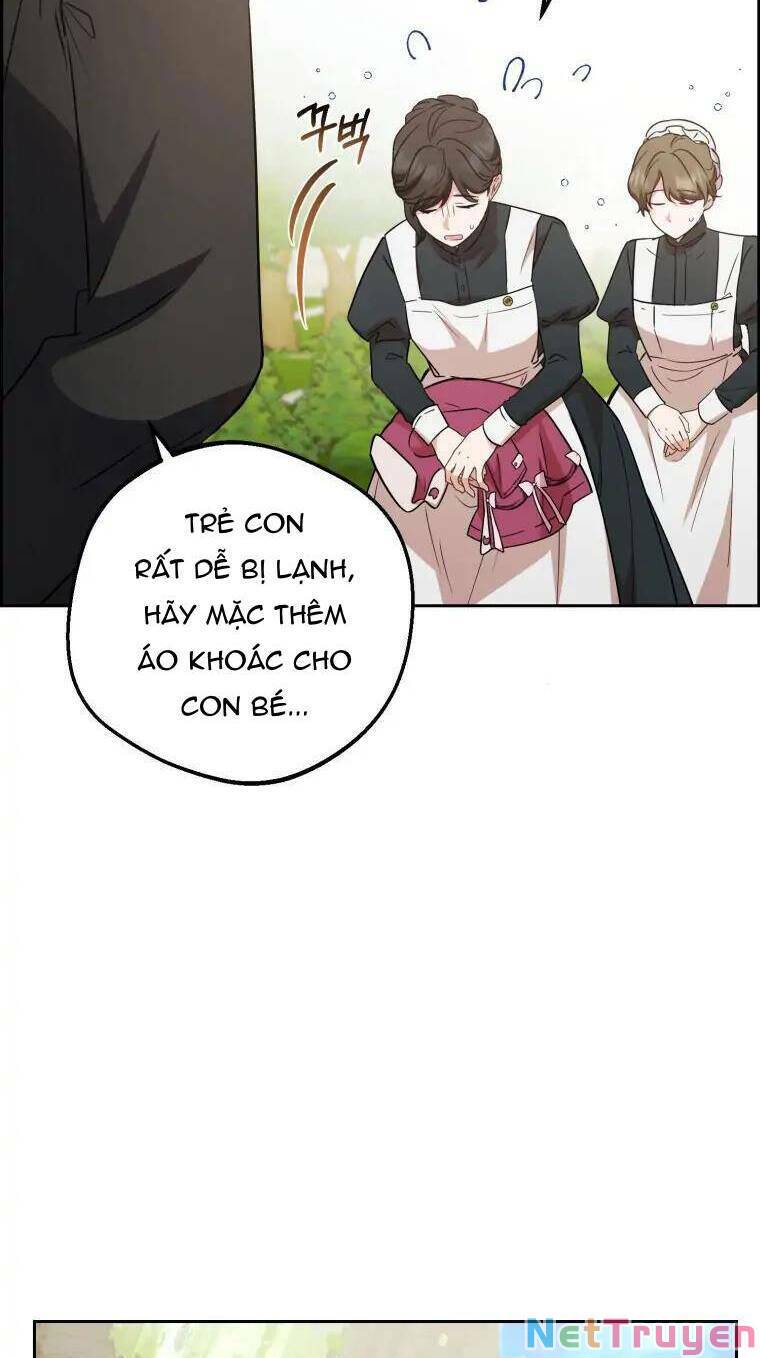 꾸벅
TRẺ CON
RẤT DỄ BỊ LẠNH,
HÃY MẶC THÊM
ÁO KHOÁC CHO
CON BÉ...
NetTruyen